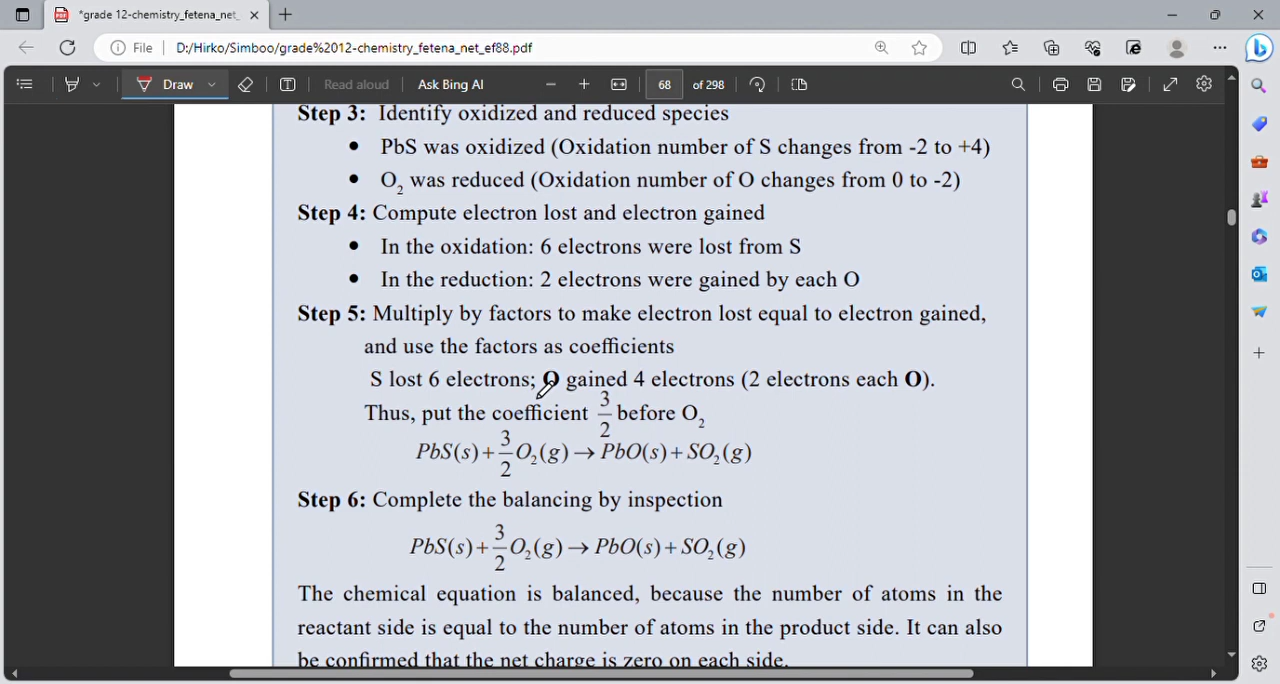 *grade 12-chemistry_fetena_net_
File D:/Hirko/Simboo/grade%2012-chemistry_fetena_net_ef88.pdf
Draw Read aloud Ask Bing AI 68 of 298
Step 3: Identify oxidized and reduced species
• PbS was oxidized (Oxidation number of S changes from -2 to +4)
• O₂ was reduced (Oxidation number of O changes from 0 to -2)
Step 4: Compute electron lost and electron gained
• In the oxidation: 6 electrons were lost from S
• In the reduction: 2 electrons were gained by each O
Step 5: Multiply by factors to make electron lost equal to electron gained,
and use the factors as coefficients
S lost 6 electrons; O gained 4 electrons (2 electrons each O).
Thus, put the coefficient 3/2 before O₂
PbS(s)+3/2O₂(g)→PbO(s)+SO₂(g)
Step 6: Complete the balancing by inspection
PbS(s)+3/2O₂(g)→PbO(s)+SO₂(g)
The chemical equation is balanced, because the number of atoms in the
reactant side is equal to the number of atoms in the product side. It can also
be confirmed that the net charge is zero on each side.